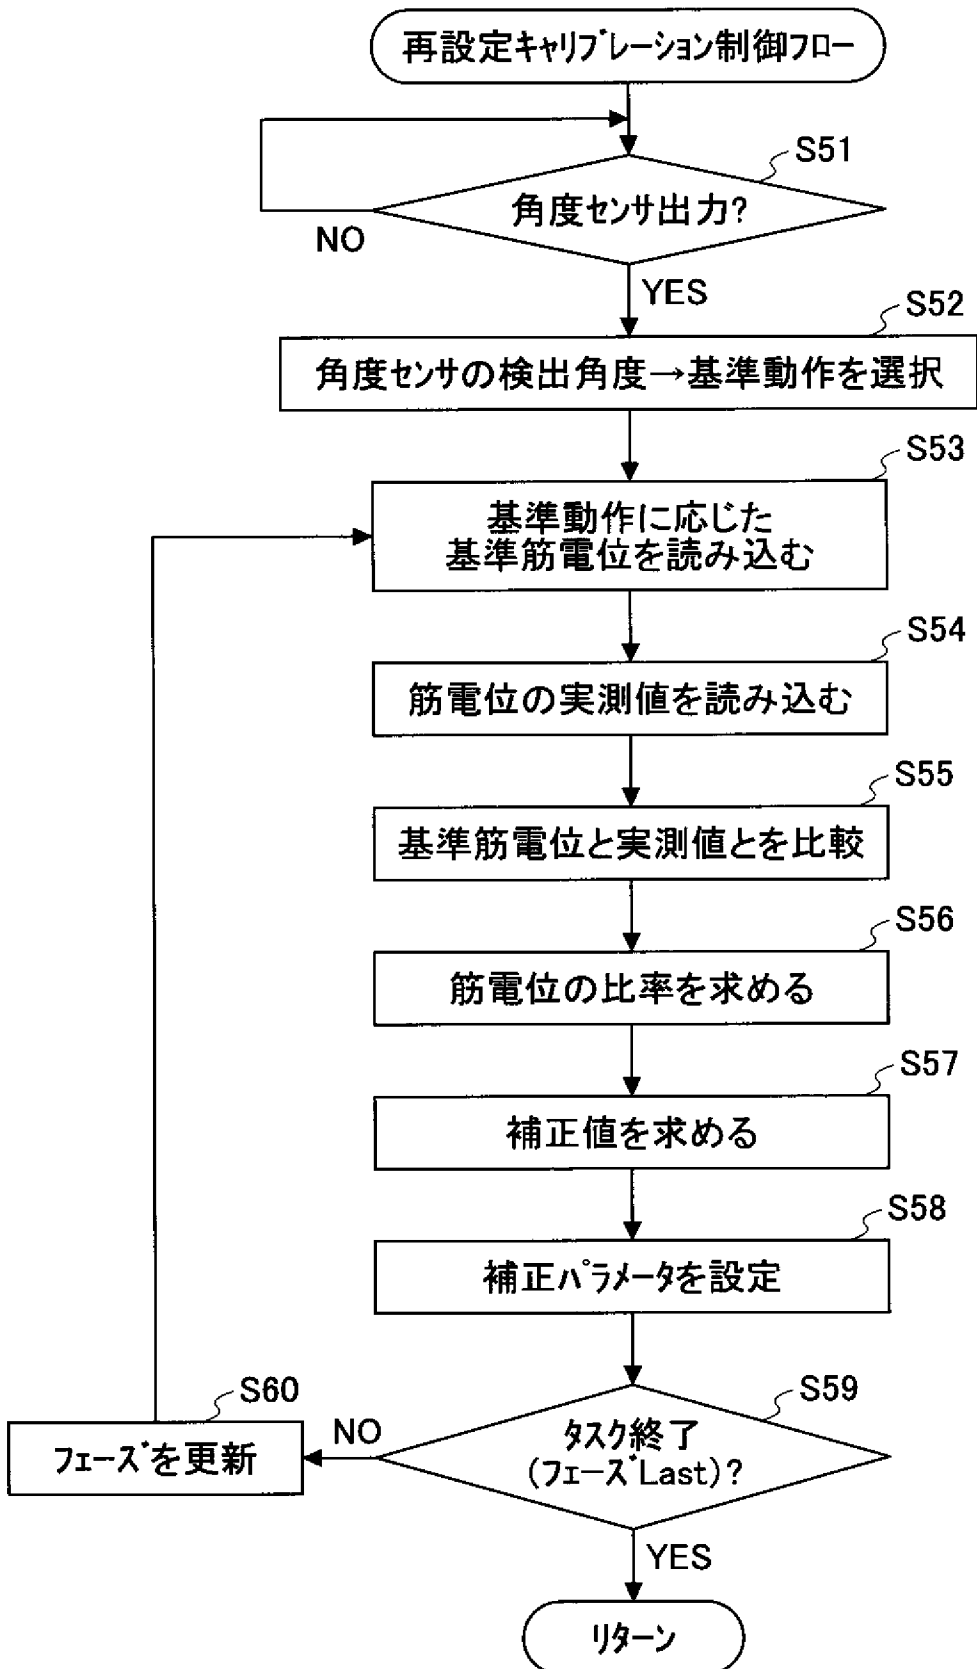 再設定ｷｬﾘﾌﾞﾚｰｼｮﾝ制御ﾌﾛｰ
S51
角度ｾﾝｻ出力?
NO
YES
S52
角度ｾﾝｻの検出角度→基準動作を選択
S53
基準動作に応じた
基準筋電位を読み込む
S54
筋電位の実測値を読み込む
S55
基準筋電位と実測値とを比較
S56
筋電位の比率を求める
S57
補正値を求める
S58
補正ﾊﾟﾗﾒｰﾀを設定
S59
ﾀｽｸ終了
(ﾌｪｰｽﾞLast)?
NO
S60
ﾌｪｰｽﾞを更新
YES
ﾘﾀｰﾝ